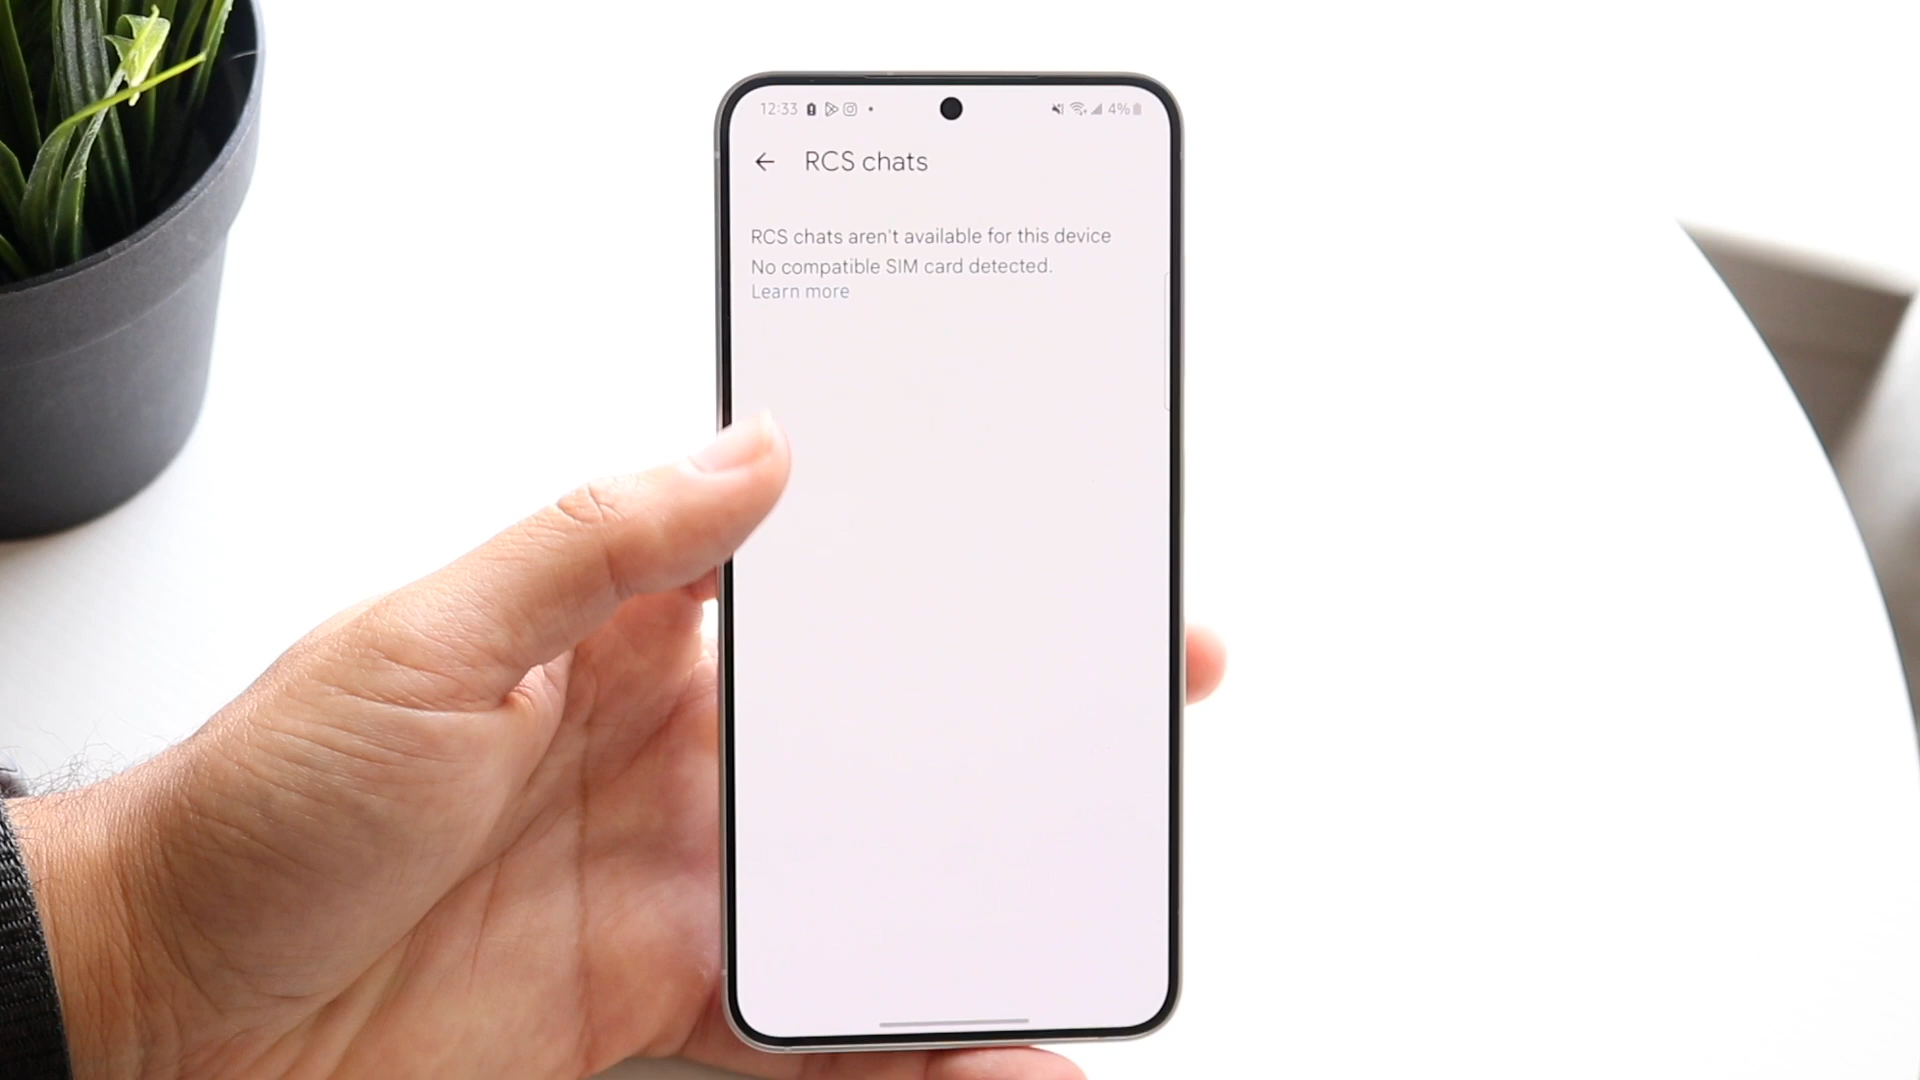 12:33 4%
RCS chats
RCS chats aren't available for this device
No compatible SIM card detected.
Learn more